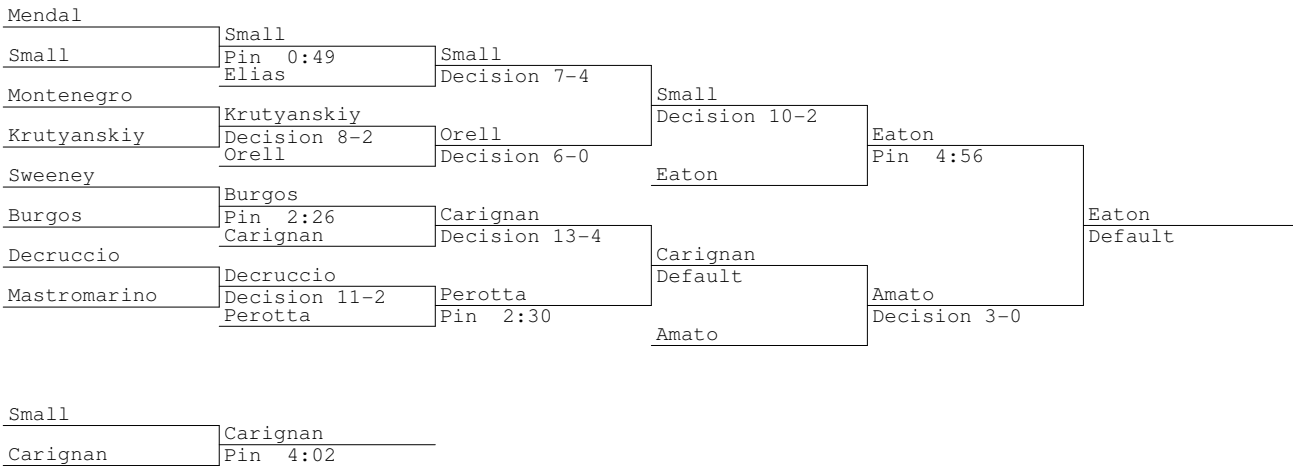 Mendal
Small
Small
Pin 0:49
Small
Elias
Decision 7-4
Montenegro
Small
Krutyanskiy
Decision 10-2
Krutyanskiy
Decision 8-2
Orell
Eaton
Orell
Decision 6-0
Pin 4:56
Sweeney
Eaton
Burgos
Burgos
Pin 2:26
Carignan
Eaton
Carignan
Decision 13-4
Default
Decruccio
Carignan
Decruccio
Default
Mastromarino
Decision 11-2
Perotta
Amato
Perotta
Pin 2:30
Decision 3-0
Amato
Small
Carignan
Carignan
Pin 4:02